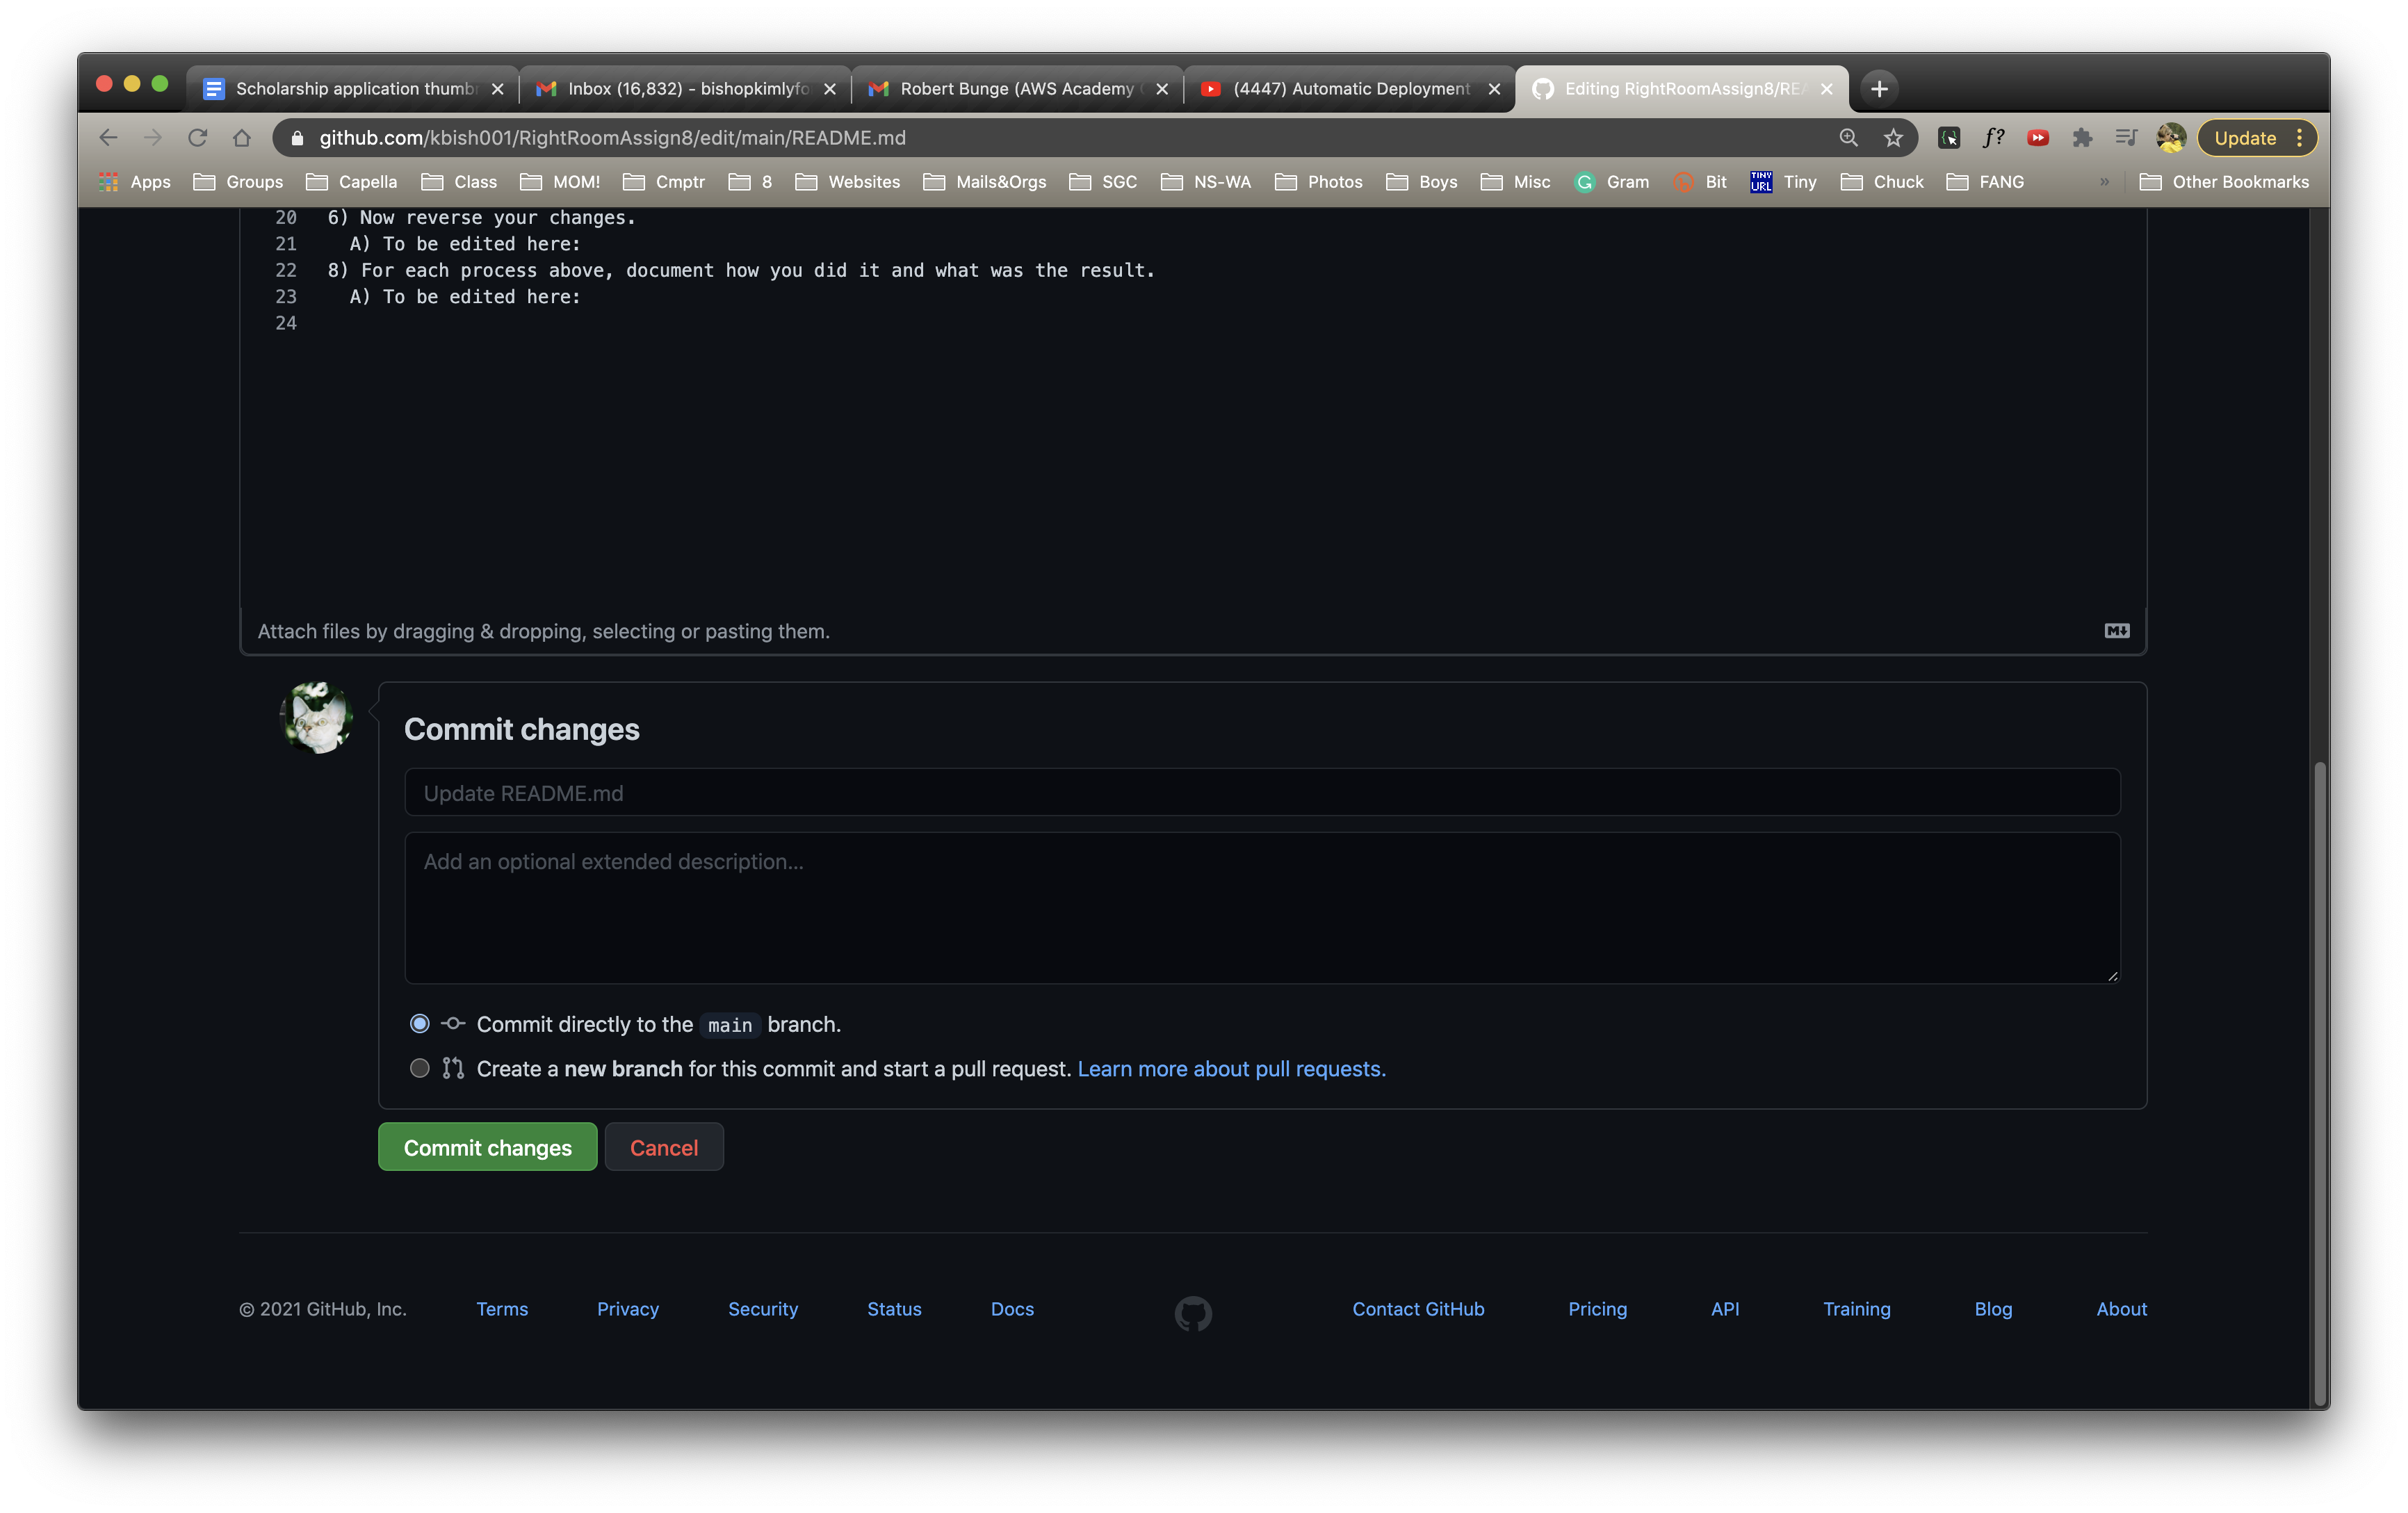 Scholarship application thumb
Inbox (16,832) - bishopkimlyfo
Robert Bunge (AWS Academy
(4447) Automatic Deployment
Editing RightRoomAssign8/REA
github.com/kbish001/RightRoomAssign8/edit/main/README.md
f?
Update
Apps
Groups
Capella
Class
MOM!
Cmptr
8
Websites
Mails&Orgs
SGC
NS-WA
Photos
Boys
Misc
Gram
Bit
TINY
URL
Tiny
Chuck
FANG
»
Other Bookmarks
20 6) Now reverse your changes.
21 A) To be edited here:
22 8) For each process above, document how you did it and what was the result.
23 A) To be edited here:
24
Attach files by dragging & dropping, selecting or pasting them.
Commit changes
Update README.md
Add an optional extended description...
Commit directly to the main branch.
Create a new branch for this commit and start a pull request. Learn more about pull requests.
Commit changes
Cancel
© 2021 GitHub, Inc.
Terms
Privacy
Security
Status
Docs
Contact GitHub
Pricing
API
Training
Blog
About